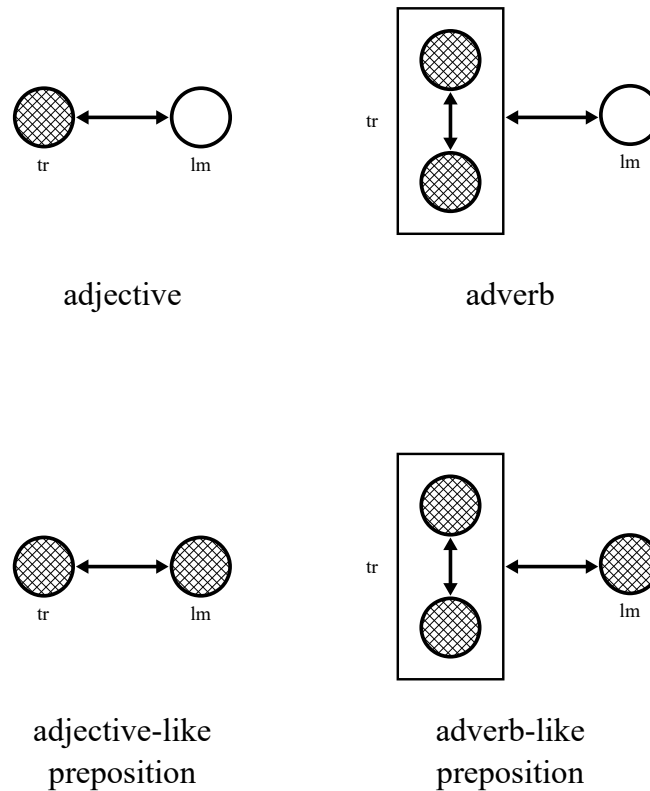 tr
tr
lm
lm
adjective
adverb
tr
tr
lm
lm
adjective-like
preposition
adverb-like
preposition